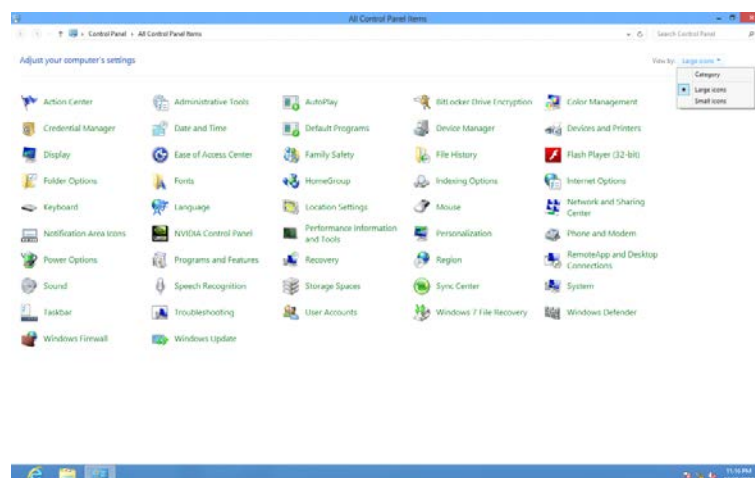 All Control Panel Items
Control Panel All Control Panel Items
Search Control Panel
Adjust your computer's settings
View by: Large icons
Category
Large icons
Small icons
Action Center
Administrative Tools
AutoPlay
BitLocker Drive Encryption
Color Management
Credential Manager
Date and Time
Default Programs
Device Manager
Devices and Printers
Display
Ease of Access Center
Family Safety
File History
Flash Player (32-bit)
Folder Options
Fonts
HomeGroup
Indexing Options
Internet Options
Keyboard
Language
Location Settings
Mouse
Network and Sharing
Center
Notification Area Icons
NVIDIA Control Panel
Performance Information
and Tools
Personalization
Phone and Modem
Power Options
Programs and Features
Recovery
Region
RemoteApp and Desktop
Connections
Sound
Speech Recognition
Storage Spaces
Sync Center
System
Taskbar
Troubleshooting
User Accounts
Windows 7 File Recovery
Windows Defender
Windows Firewall
Windows Update
11:16 PM